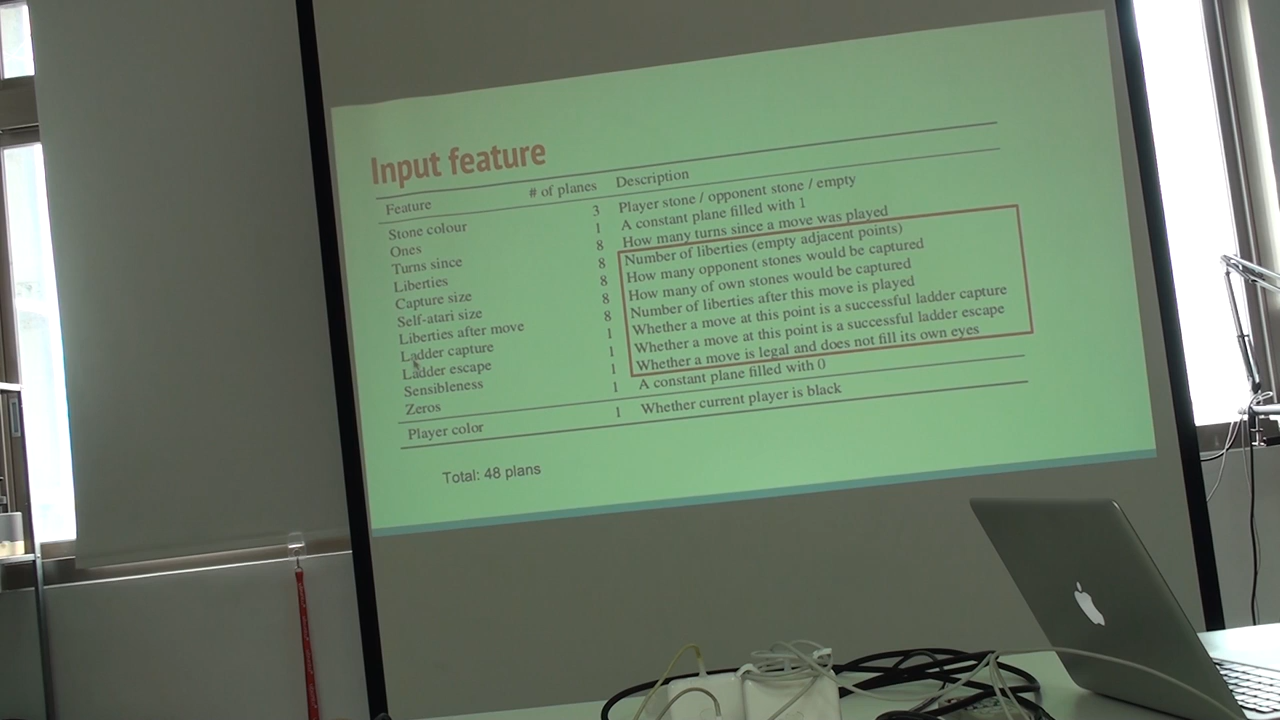 Input feature
Feature # of planes Description
Stone colour 3 Player stone / opponent stone / empty
Ones 1 A constant plane filled with 1
Turns since 8 How many turns since a move was played
Liberties 8 Number of liberties (empty adjacent points)
Capture size 8 How many opponent stones would be captured
Self-atari size 8 How many of own stones would be captured
Liberties after move 8 Number of liberties after this move is played
Ladder capture 1 Whether a move at this point is a successful ladder capture
Ladder escape 1 Whether a move at this point is a successful ladder escape
Sensibleness 1 Whether a move is legal and does not fill its own eyes
Zeros 1 A constant plane filled with 0
Player color 1 Whether current player is black
Total: 48 plans